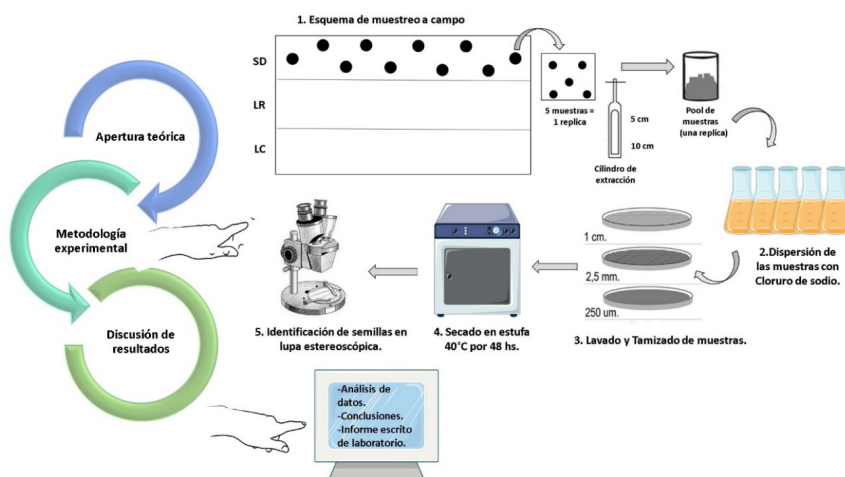 1. Esquema de muestreo a campo
SD
LR
LC
5 muestras =
1 replica
5 cm
10 cm
Cilindro de
extracción
Pool de
muestras
(una replica)
Apertura teórica
Metodología
experimental
Discusión de
resultados
2.Dispersión de
las muestras con
Cloruro de sodio.
1 cm.
2,5 mm.
250 um.
3. Lavado y Tamizado de muestras.
4. Secado en estufa
40°C por 48 hs.
5. Identificación de semillas en
lupa estereoscópica.
-Análisis de
datos.
-Conclusiones.
-Informe escrito
de laboratorio.